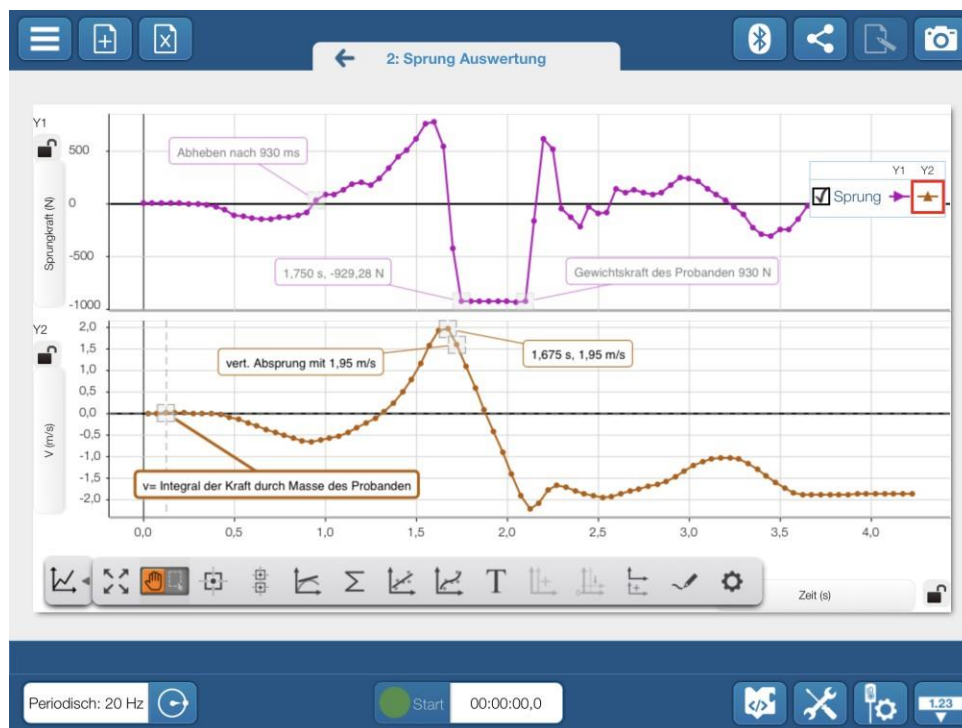 2: Sprung Auswertung
Y1
500
0
-500
-1000
Sprungkraft (N)
Abheben nach 930 ms
1,750 s, -929,28 N
Gewichtskraft des Probanden 930 N
Y1 Y2
Sprung
Y2
2,0
1,5
1,0
0,5
0,0
-0,5
-1,0
-1,5
-2,0
V (m/s)
vert. Absprung mit 1,95 m/s
1,675 s, 1,95 m/s
v= Integral der Kraft durch Masse des Probanden
0,0 0,5 1,0 1,5 2,0 2,5 3,0 3,5 4,0
T
Zeit (s)
Periodisch: 20 Hz
Start
00:00:00,0
1.23